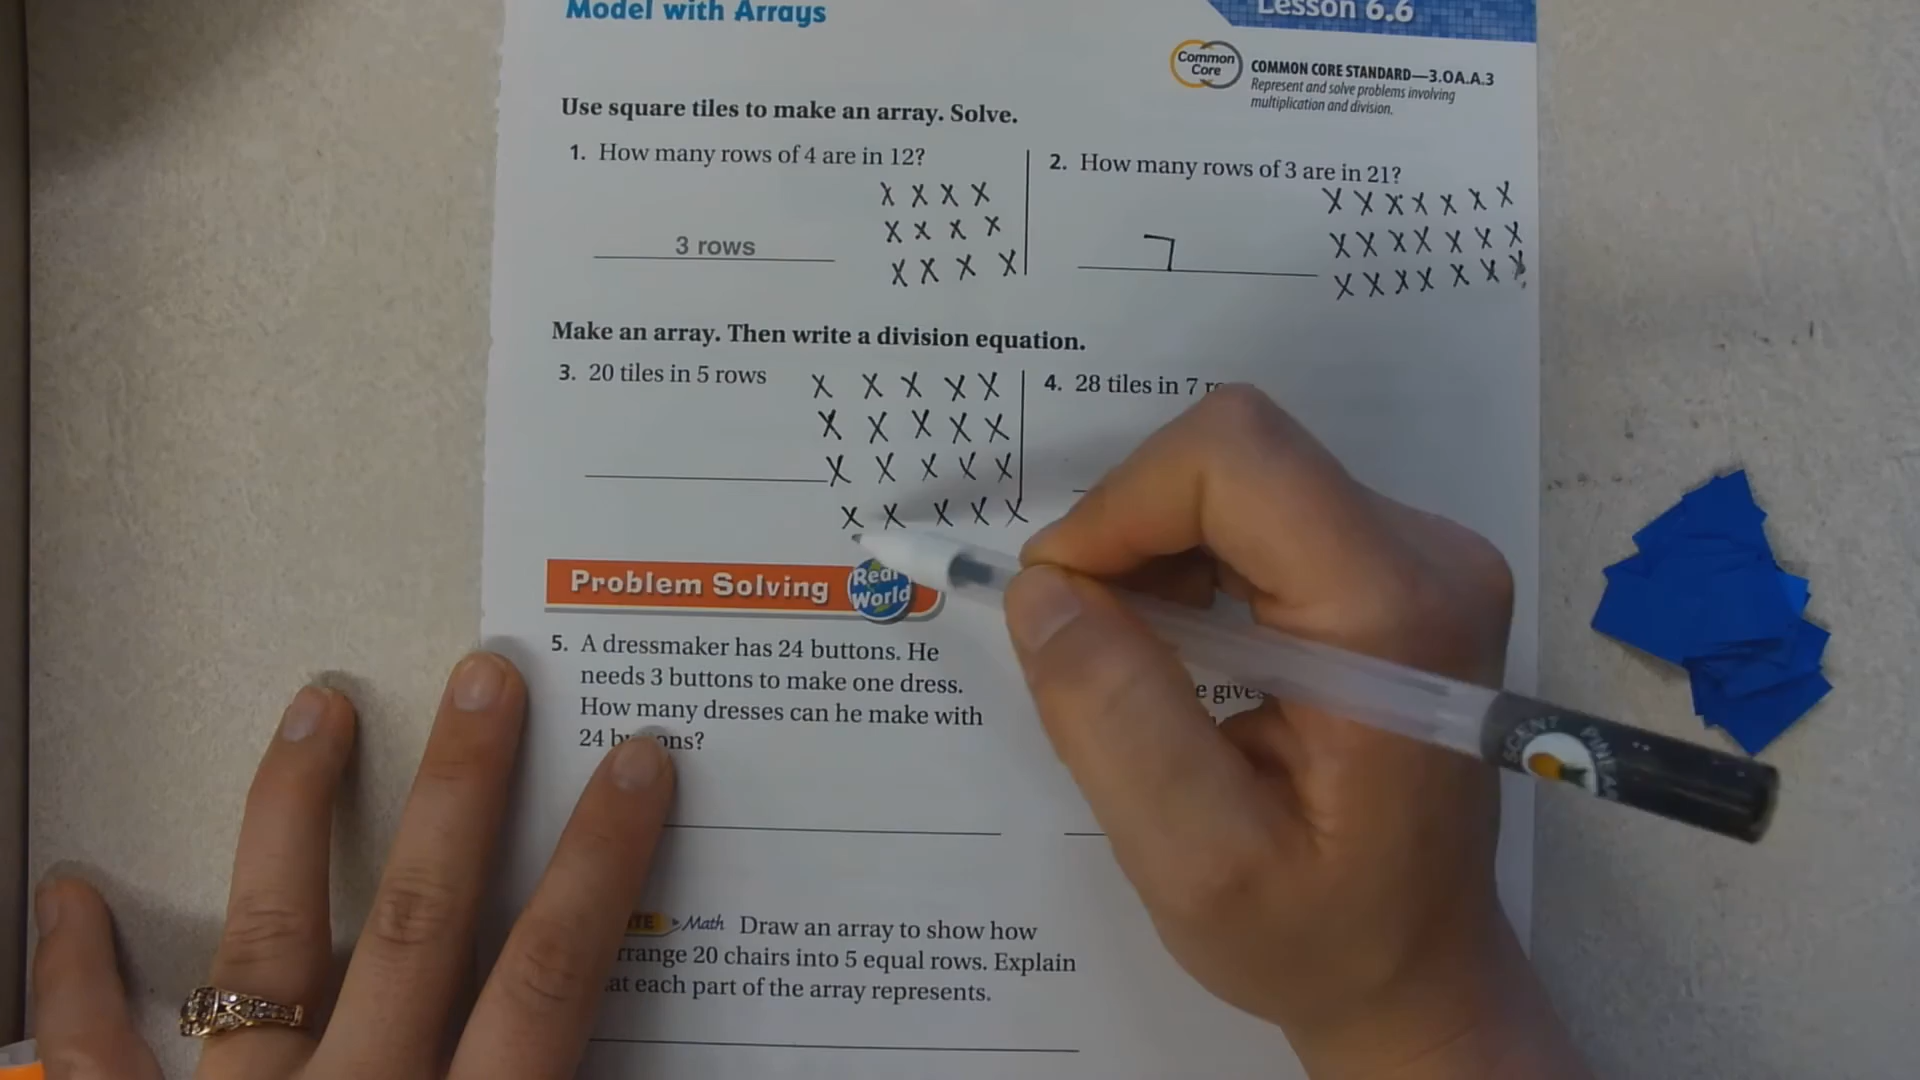 Model with Arrays
Lesson 6.6
Common
Core
COMMON CORE STANDARD—3.OA.A.3
Represent and solve problems involving
multiplication and division.
Use square tiles to make an array. Solve.
1. How many rows of 4 are in 12?
X X X X
X X X X
X X X X
3 rows
2. How many rows of 3 are in 21?
X X X X X X X
X X X X X X X
X X X X X X X
7
Make an array. Then write a division equation.
3. 20 tiles in 5 rows
X X X X X
X X X X X
X X X X X
X X X X X
4. 28 tiles in 7
Problem Solving
Real
World
5. A dressmaker has 24 buttons. He
needs 3 buttons to make one dress.
How many dresses can he make with
24
gives
Math Draw an array to show how
20 chairs into 5 equal rows. Explain
each part of the array represents.
SCENT